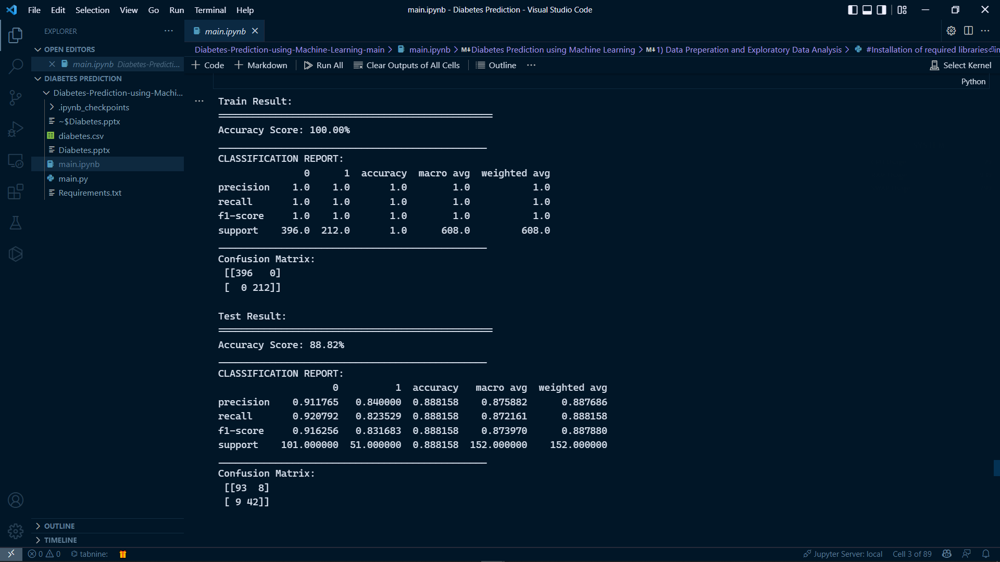 File Edit Selection View Go Run Terminal Help
main.ipynb - Diabetes Prediction - Visual Studio Code
EXPLORER
OPEN EDITORS
main.ipynb Diabetes-Predicti...
DIABETES PREDICTION
Diabetes-Prediction-using-Machi...
.ipynb_checkpoints
~$Diabetes.pptx
diabetes.csv
Diabetes.pptx
main.ipynb
main.py
Requirements.txt
OUTLINE
TIMELINE
main.ipynb
Diabetes-Prediction-using-Machine-Learning-main > main.ipynb > M↓Diabetes Prediction using Machine Learning > M↓1) Data Preperation and Exploratory Data Analysis > #Installation of required libraries⏎im
+ Code + Markdown Run All Clear Outputs of All Cells Outline ... Select Kernel
Python
Train Result:
================================================
Accuracy Score: 100.00%
_______________________________________________
CLASSIFICATION REPORT:
0 1 accuracy macro avg weighted avg
precision 1.0 1.0 1.0 1.0 1.0
recall 1.0 1.0 1.0 1.0 1.0
f1-score 1.0 1.0 1.0 1.0 1.0
support 396.0 212.0 1.0 608.0 608.0
_______________________________________________
Confusion Matrix:
[[396 0]
[ 0 212]]
Test Result:
================================================
Accuracy Score: 88.82%
_______________________________________________
CLASSIFICATION REPORT:
0 1 accuracy macro avg weighted avg
precision 0.911765 0.840000 0.888158 0.875882 0.887686
recall 0.920792 0.823529 0.888158 0.872161 0.888158
f1-score 0.916256 0.831683 0.888158 0.873970 0.887880
support 101.000000 51.000000 0.888158 152.000000 152.000000
_______________________________________________
Confusion Matrix:
[[93 8]
[ 9 42]]
0 0 tabnine: Jupyter Server: local Cell 3 of 89